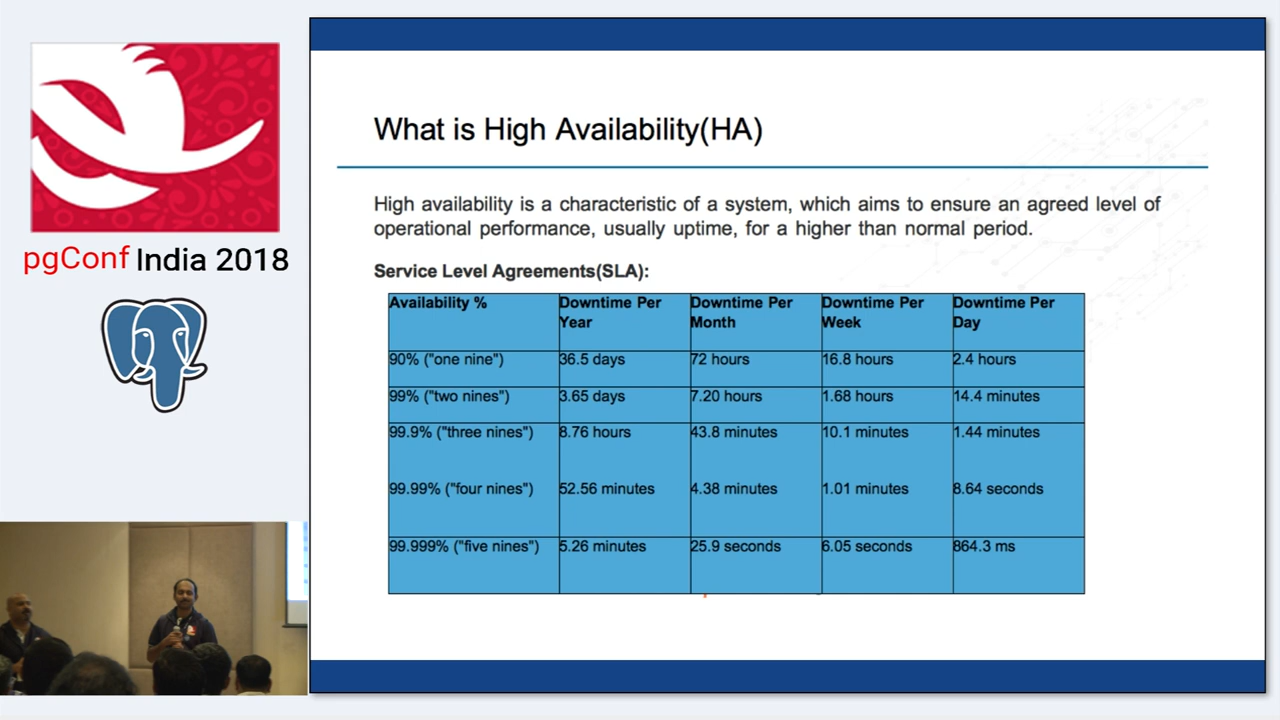 pgConf India 2018
What is High Availability(HA)
High availability is a characteristic of a system, which aims to ensure an agreed level of
operational performance, usually uptime, for a higher than normal period.
Service Level Agreements(SLA):
Availability % Downtime Per Year Downtime Per Month Downtime Per Week Downtime Per Day
90% ("one nine") 36.5 days 72 hours 16.8 hours 2.4 hours
99% ("two nines") 3.65 days 7.20 hours 1.68 hours 14.4 minutes
99.9% ("three nines") 8.76 hours 43.8 minutes 10.1 minutes 1.44 minutes
99.99% ("four nines") 52.56 minutes 4.38 minutes 1.01 minutes 8.64 seconds
99.999% ("five nines") 5.26 minutes 25.9 seconds 6.05 seconds 864.3 ms